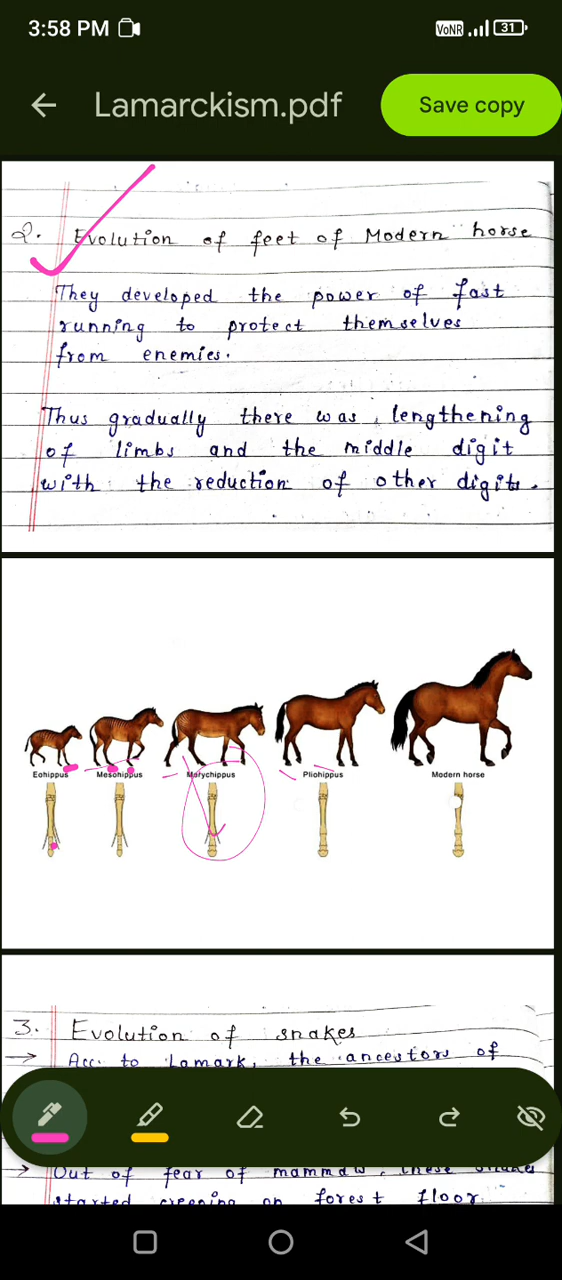 3:58 PM
VoNR 31
Lamarckism.pdf
Save copy
2. Evolution of feet of Modern horse
They developed the power of fast
running to protect themselves
from enemies.
Thus gradually there was, lengthening
of limbs and the middle digit
with the reduction of other digits.
Eohippus Mesohippus Merychippus Pliohippus Modern horse
3. Evolution of snakes
→ Acc. to Lamark, the ancestors of
→ Out of fear of mammals, these
started creeping on forest floor